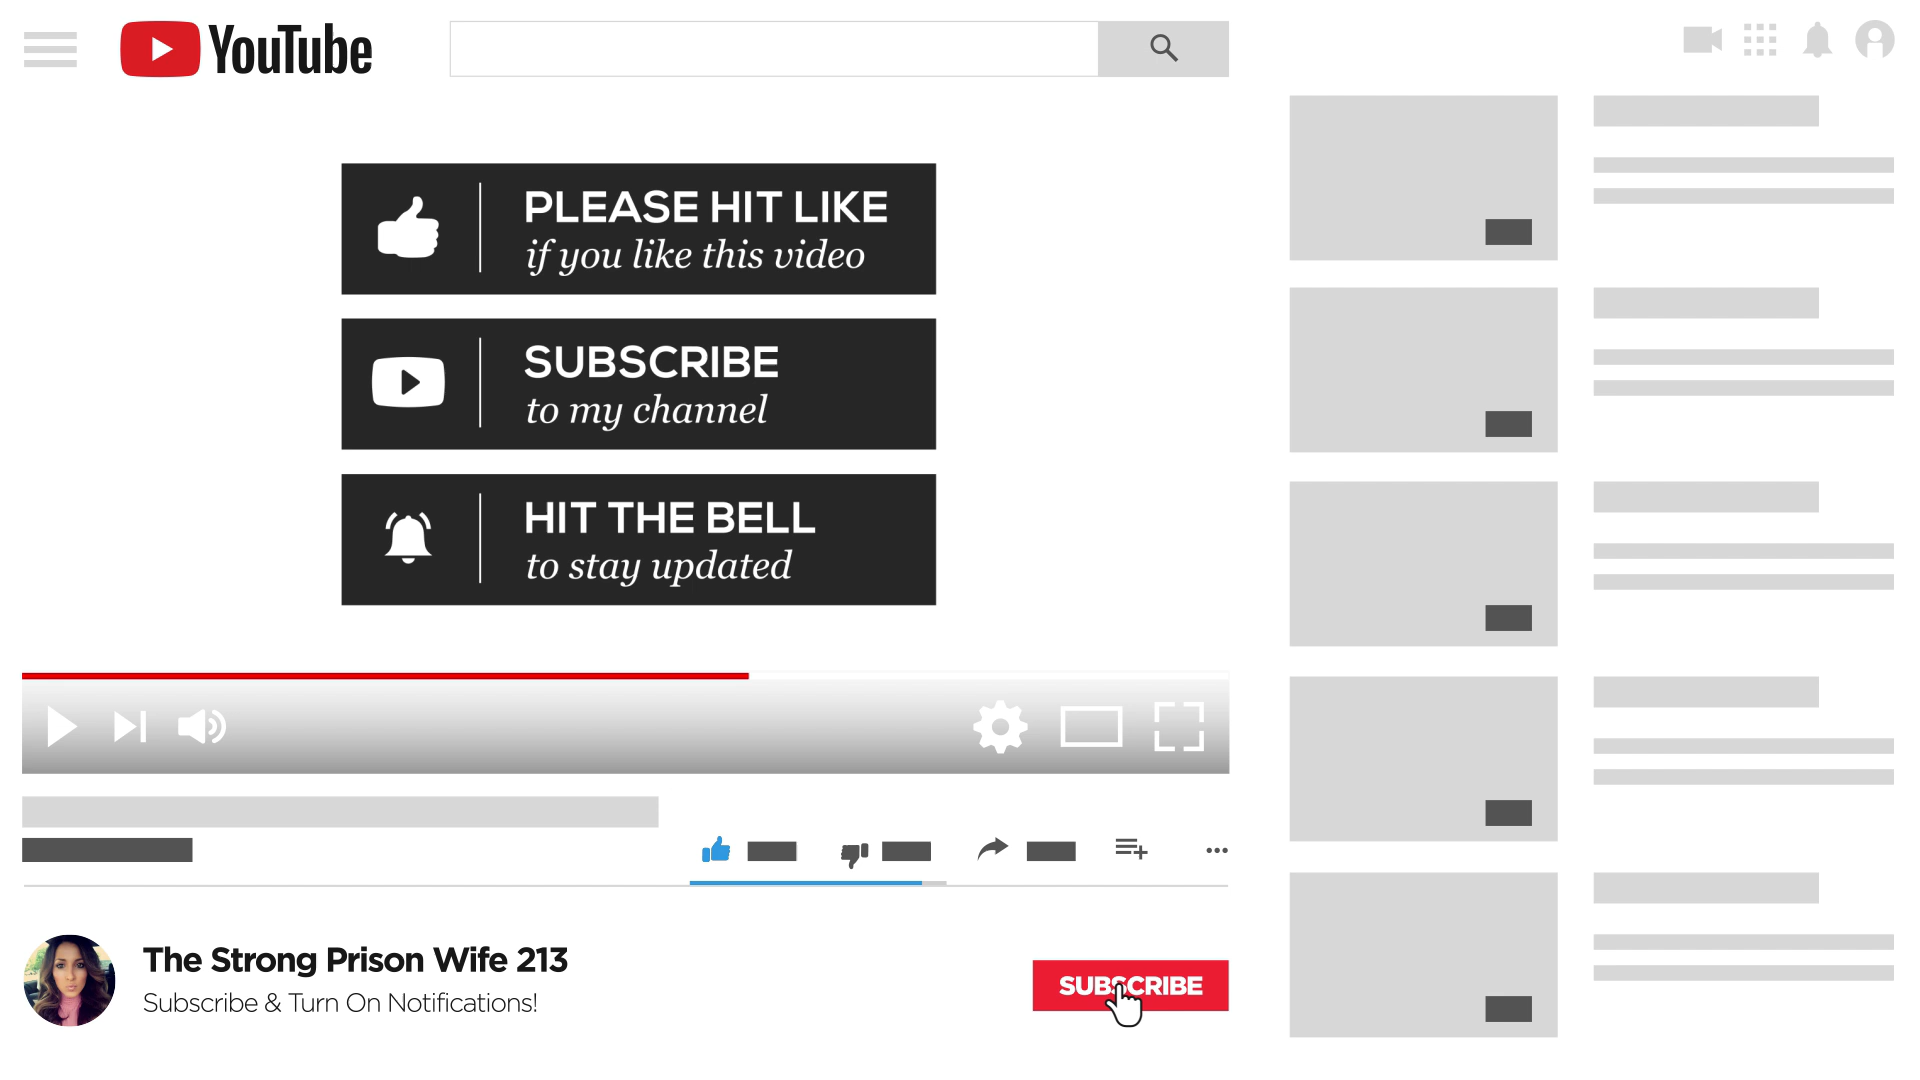 YouTube
PLEASE HIT LIKE
if you like this video
SUBSCRIBE
to my channel
HIT THE BELL
to stay updated
The Strong Prison Wife 213
Subscribe & Turn On Notifications!
SUBSCRIBE